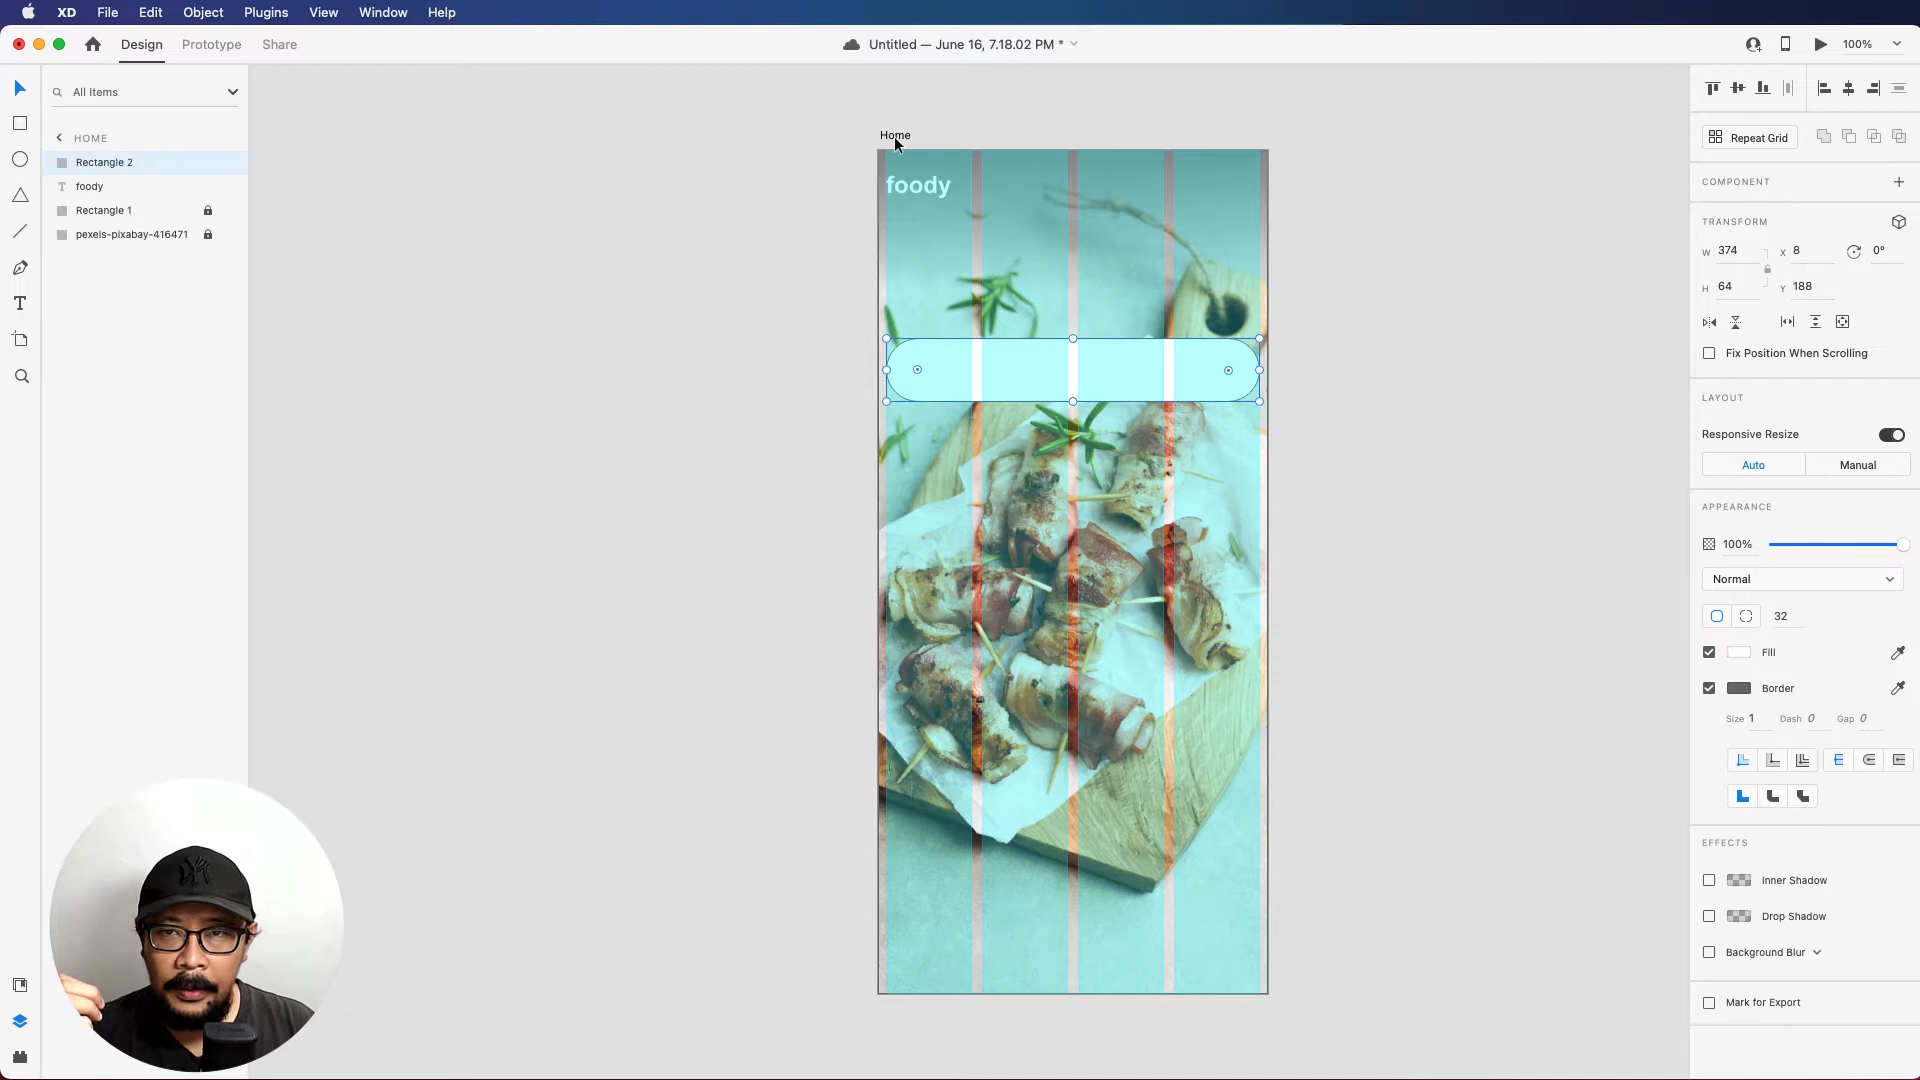 XD File Edit Object Plugins View Window Help
Design Prototype Share
Untitled — June 16, 7.18.02 PM *
100%
All Items
HOME
Rectangle 2
foody
Rectangle 1
pexels-pixabay-416471
Home
foody
Repeat Grid
COMPONENT
TRANSFORM
W 374 X 8 0°
H 64 Y 188
Fix Position When Scrolling
LAYOUT
Responsive Resize
Auto Manual
APPEARANCE
100%
Normal
32
Fill
Border
Size 1 Dash 0 Gap 0
EFFECTS
Inner Shadow
Drop Shadow
Background Blur
Mark for Export